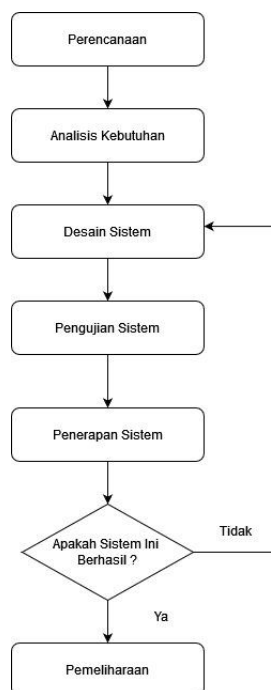 Perencanaan
Analisis Kebutuhan
Desain Sistem
Pengujian Sistem
Penerapan Sistem
Apakah Sistem Ini
Berhasil ?
Tidak
Ya
Pemeliharaan